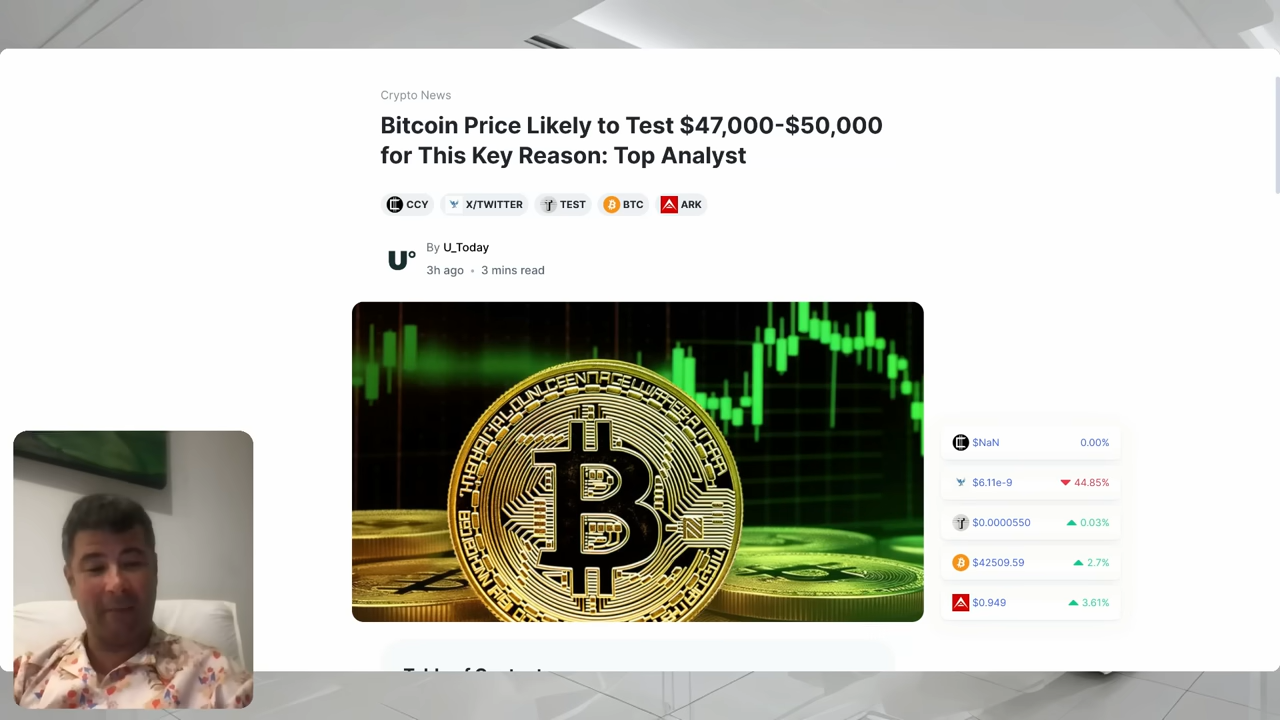 Crypto News
Bitcoin Price Likely to Test $47,000-$50,000
for This Key Reason: Top Analyst
CCY X/TWITTER TEST BTC ARK
U°
By U_Today
3h ago • 3 mins read
$NaN 0.00%
$6.11e-9 44.85%
$0.0000550 0.03%
$42509.59 2.7%
$0.949 3.61%